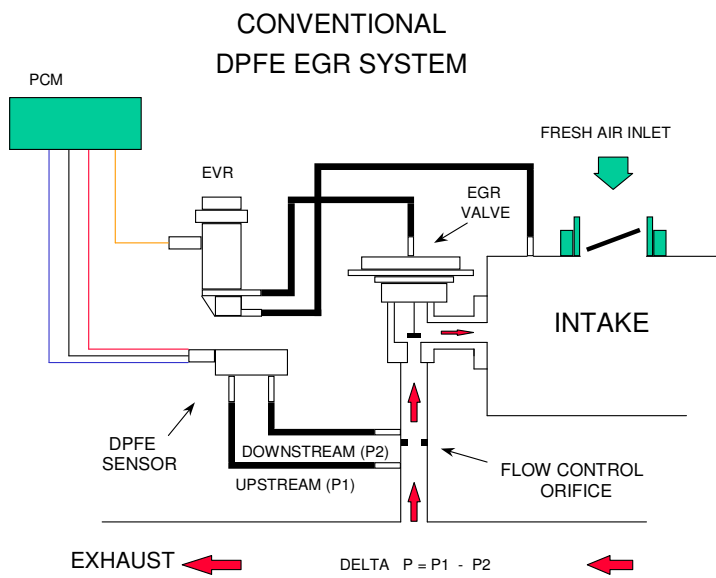 CONVENTIONAL
DPFE EGR SYSTEM
PCM
FRESH AIR INLET
EVR
EGR
VALVE
INTAKE
DPFE
SENSOR
DOWNSTREAM (P2)
UPSTREAM (P1)
FLOW CONTROL
ORIFICE
EXHAUST
DELTA P = P1 - P2